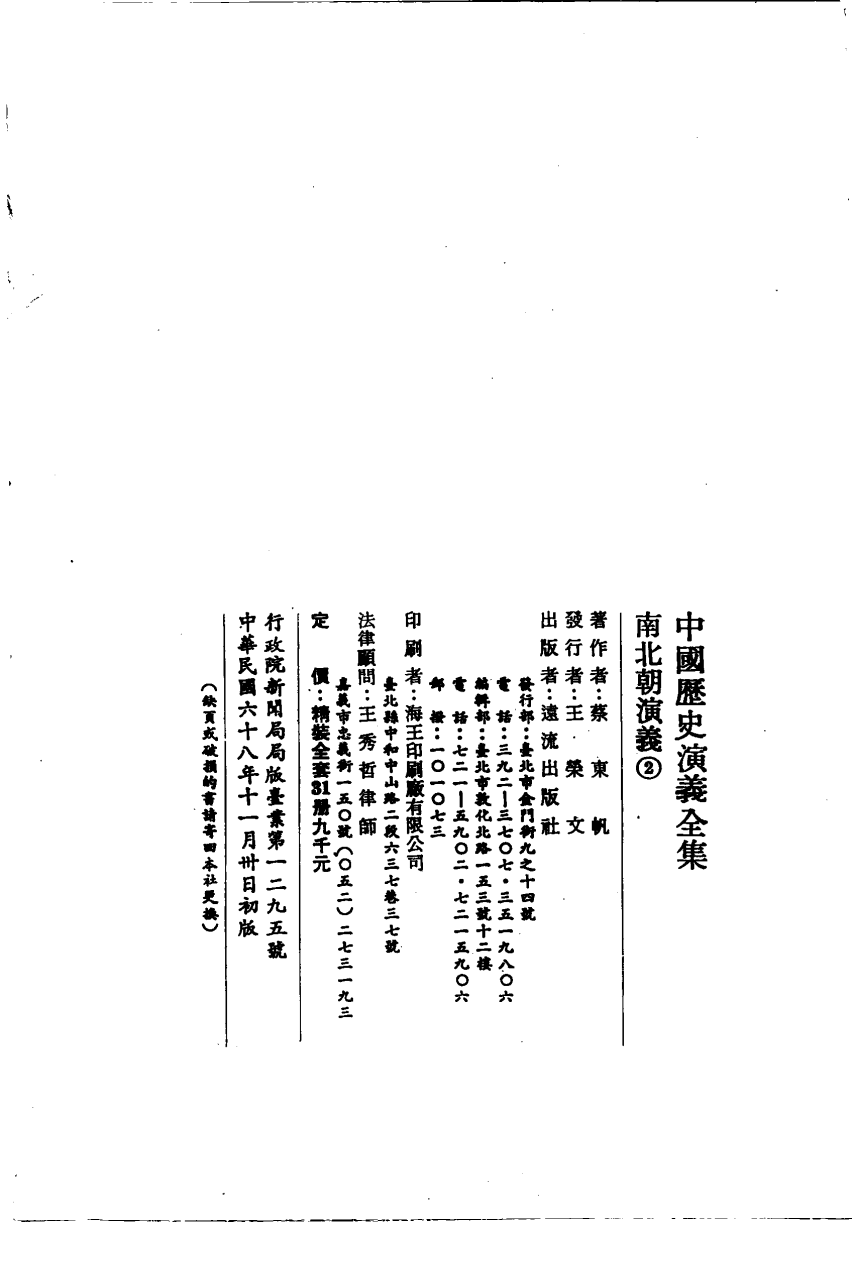 中國歷史演義全集
南北朝演義②
著作者：蔡東帆
發行者：王榮文
出版者：遠流出版社
發行部：臺北市金門街九之十四號
電話：三九二—三七〇七・三五一九八〇六
編輯部：臺北市敦化北路一五三號十二樓
電話：七二一—五九〇二・七二一五九〇六
郵撥：一〇一〇七三
印刷者：海王印刷廠有限公司
臺北縣中和中山路二段六三七巷三七號
法律顧問：王秀哲律師
嘉義市忠義街一五〇號（〇五二）二七三一九三
定價：精裝全套31册九千元
行政院新聞局局版臺業第一二九五號
中華民國六十八年十一月卅日初版
（缺頁或破損的書請寄回本社更換）